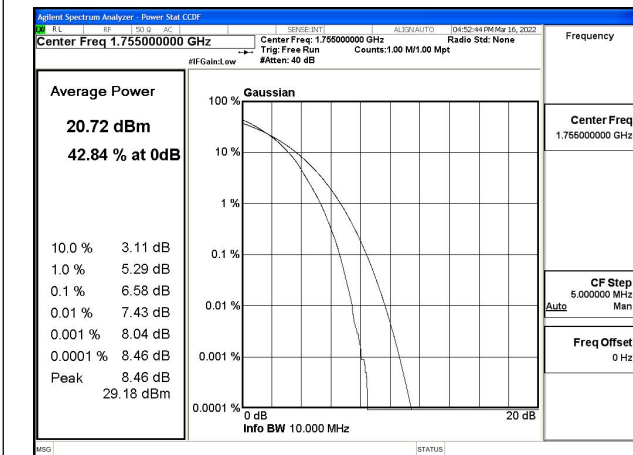 Agilent Spectrum Analyzer - Power Stat CCDF
RL RF 50 Ω AC SENSE:INT ALIGN AUTO 04:52:44 PM Mar 16, 2022
Center Freq 1.755000000 GHz
Center Freq: 1.755000000 GHz Radio Std: None
Trig: Free Run Counts:1.00 M/1.00 Mpt
#IFGain:Low #Atten: 40 dB
Frequency
Average Power
20.72 dBm
42.84 % at 0dB
10.0 % 3.11 dB
1.0 % 5.29 dB
0.1 % 6.58 dB
0.01 % 7.43 dB
0.001 % 8.04 dB
0.0001 % 8.46 dB
Peak 8.46 dB
29.18 dBm
Gaussian
100 %
10 %
1 %
0.1 %
0.01 %
0.001 %
0.0001 %
0 dB 20 dB
Info BW 10.000 MHz
Center Freq
1.755000000 GHz
CF Step
5.000000 MHz
Auto Man
Freq Offset
0 Hz
MSG STATUS